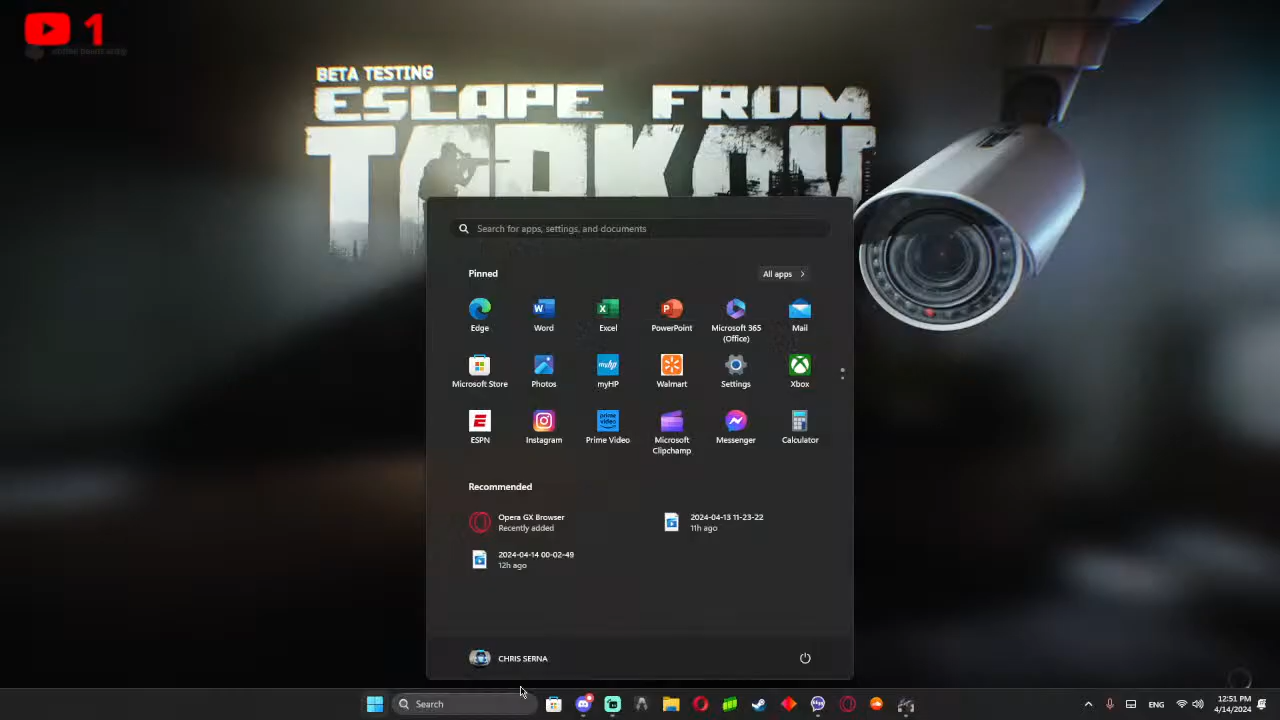 1
BETA TESTING
ESCAPE FROM
TARKOV
Search for apps, settings, and documents
Pinned
All apps
Edge
Word
Excel
PowerPoint
Microsoft 365
(Office)
Mail
Microsoft Store
Photos
myHP
Walmart
Settings
Xbox
ESPN
Instagram
Prime Video
Microsoft
Clipchamp
Messenger
Calculator
Recommended
Opera GX Browser
Recently added
2024-04-13 11-23-22
11h ago
2024-04-14 00-02-49
12h ago
CHRIS SERNA
Search
ENG
12:51 PM
4/14/2024